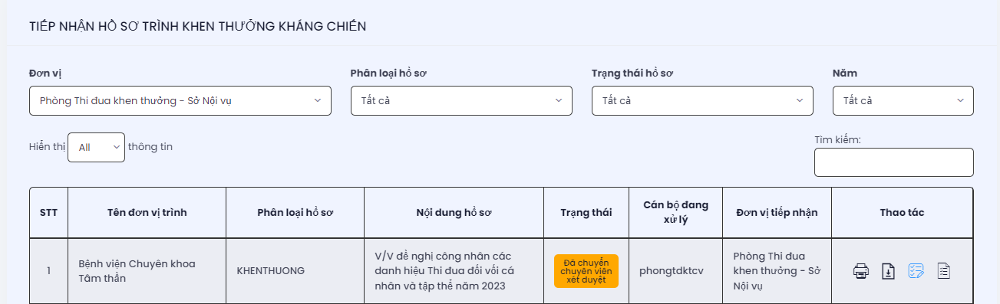 TIẾP NHẬN HỒ SƠ TRÌNH KHEN THƯỞNG KHÁNG CHIẾN
Đơn vị
Phân loại hồ sơ
Trạng thái hồ sơ
Năm
Phòng Thi đua khen thưởng - Sở Nội vụ
Tất cả
Tất cả
Tất cả
Hiển thị All thông tin
Tìm kiếm:
STT
Tên đơn vị trình
Phân loại hồ sơ
Nội dung hồ sơ
Trạng thái
Cán bộ đang
xử lý
Đơn vị tiếp nhận
Thao tác
1
Bệnh viện Chuyên khoa
Tâm thần
KHENTHUONG
V/V đề nghị công nhân các
danh hiệu Thi đua đối vối cá
nhân và tập thể năm 2023
Đã chuyển
chuyên viên
xét duyệt
phongtdktcv
Phòng Thi đua
khen thưởng - Sở
Nội vụ